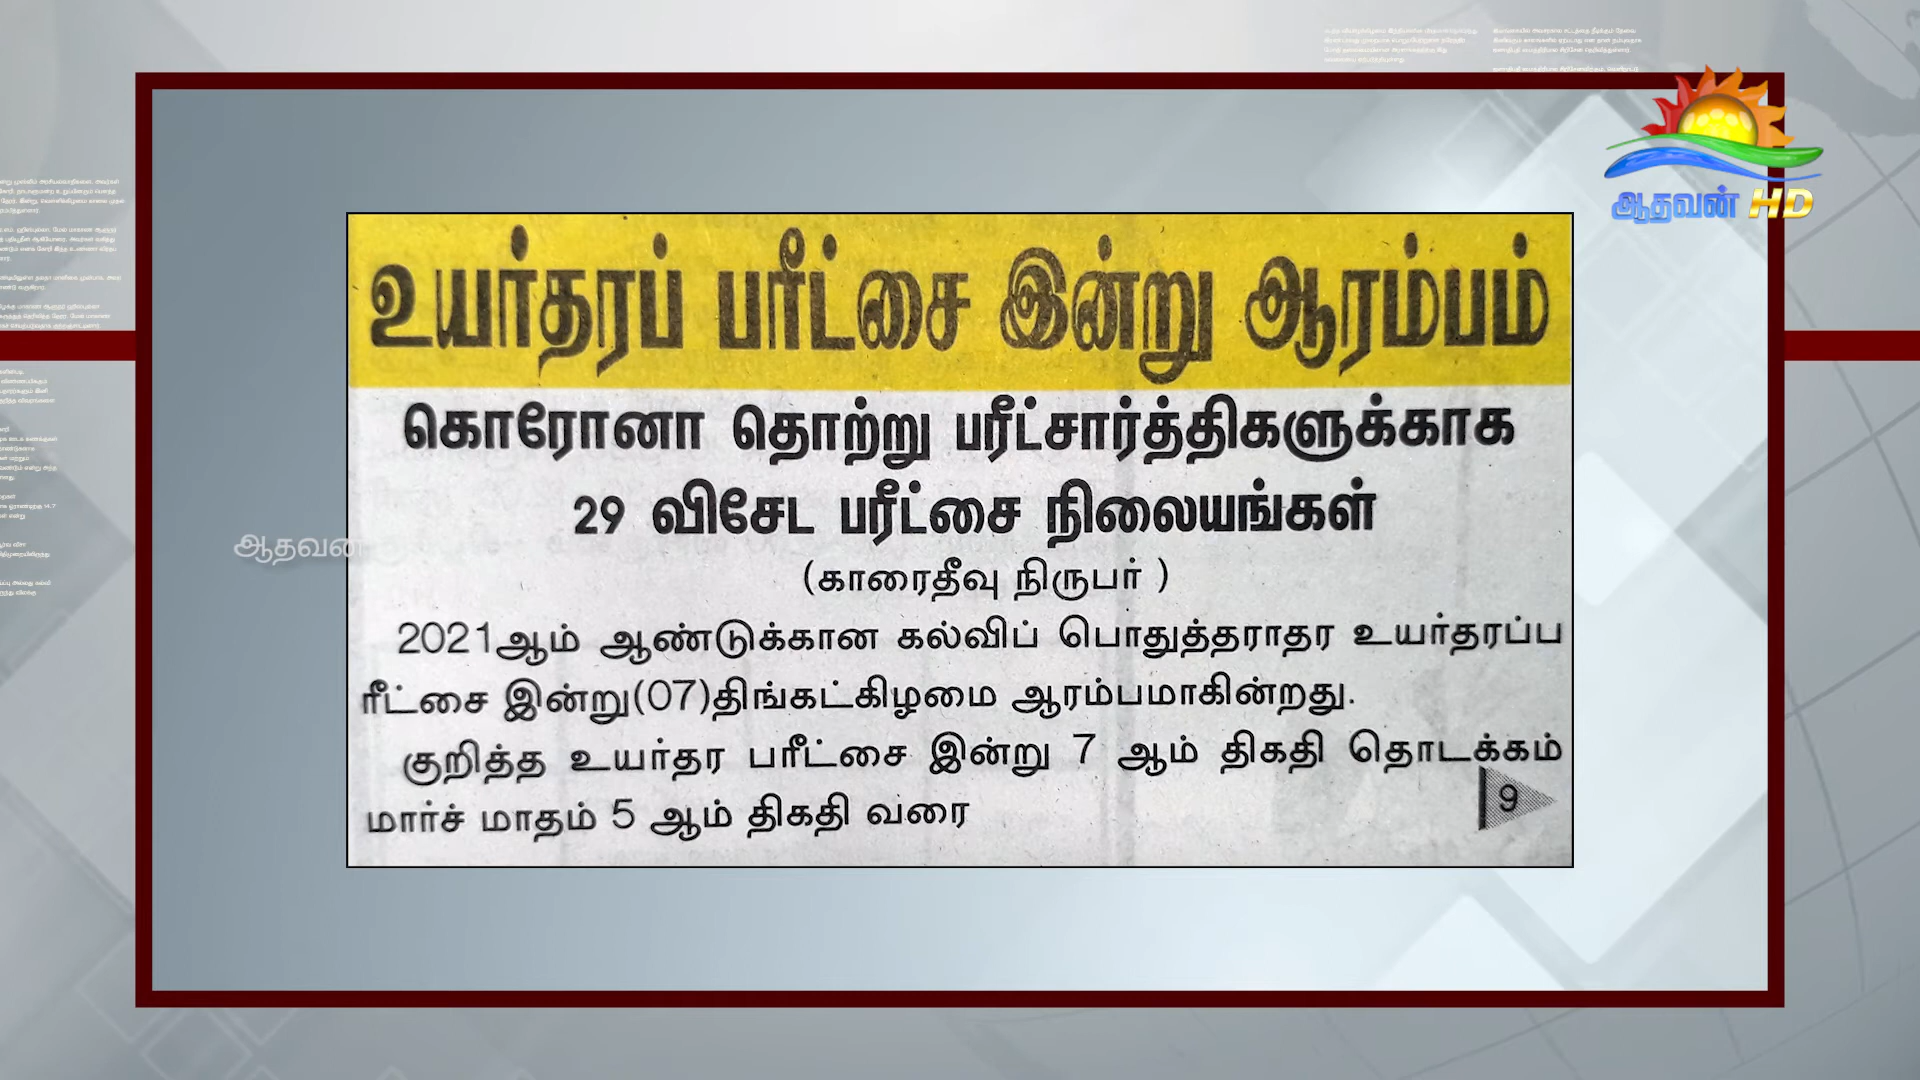 ஆதவன் HD
உயர்தரப் பரீட்சை இன்று ஆரம்பம்
கொரோனா தொற்று பரீட்சார்த்திகளுக்காக
29 விசேட பரீட்சை நிலையங்கள்
ஆதவன்
(காரைதீவு நிருபர் )
2021ஆம் ஆண்டுக்கான கல்விப் பொதுத்தராதர உயர்தரப்ப
ரீட்சை இன்று(07)திங்கட்கிழமை ஆரம்பமாகின்றது.
குறித்த உயர்தர பரீட்சை இன்று 7 ஆம் திகதி தொடக்கம்
மார்ச் மாதம் 5 ஆம் திகதி வரை
9